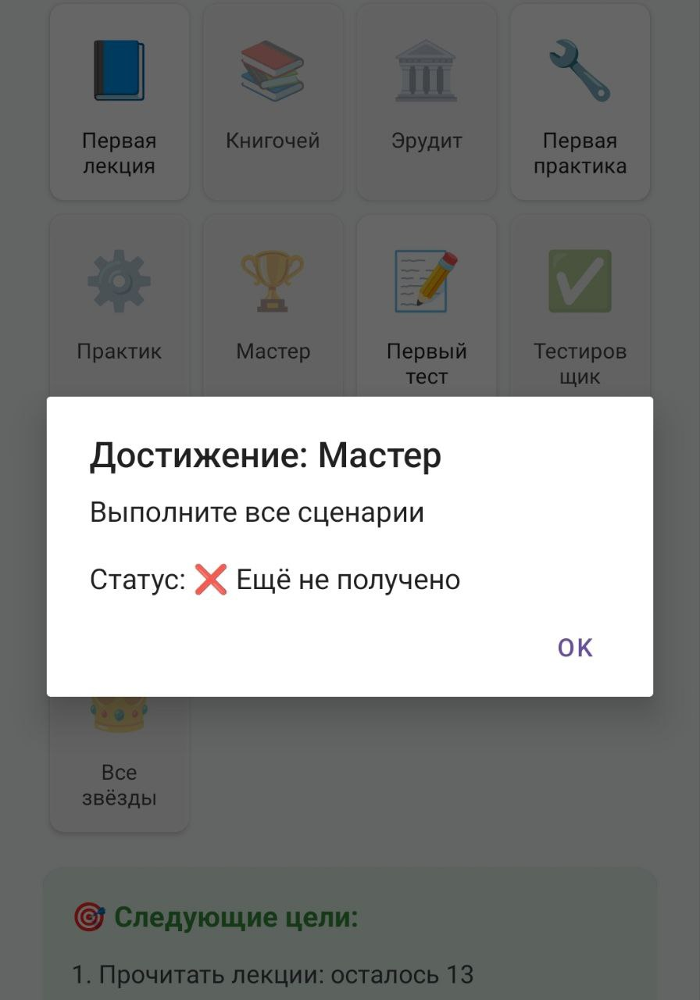 Первая
лекция
Книгочей
Эрудит
Первая
практика
Практик
Мастер
Первый
тест
Тестиров
щик
Достижение: Мастер
Выполните все сценарии
Статус: ❌ Ещё не получено
OK
Все
звёзды
🎯 Следующие цели:
1. Прочитать лекции: осталось 13